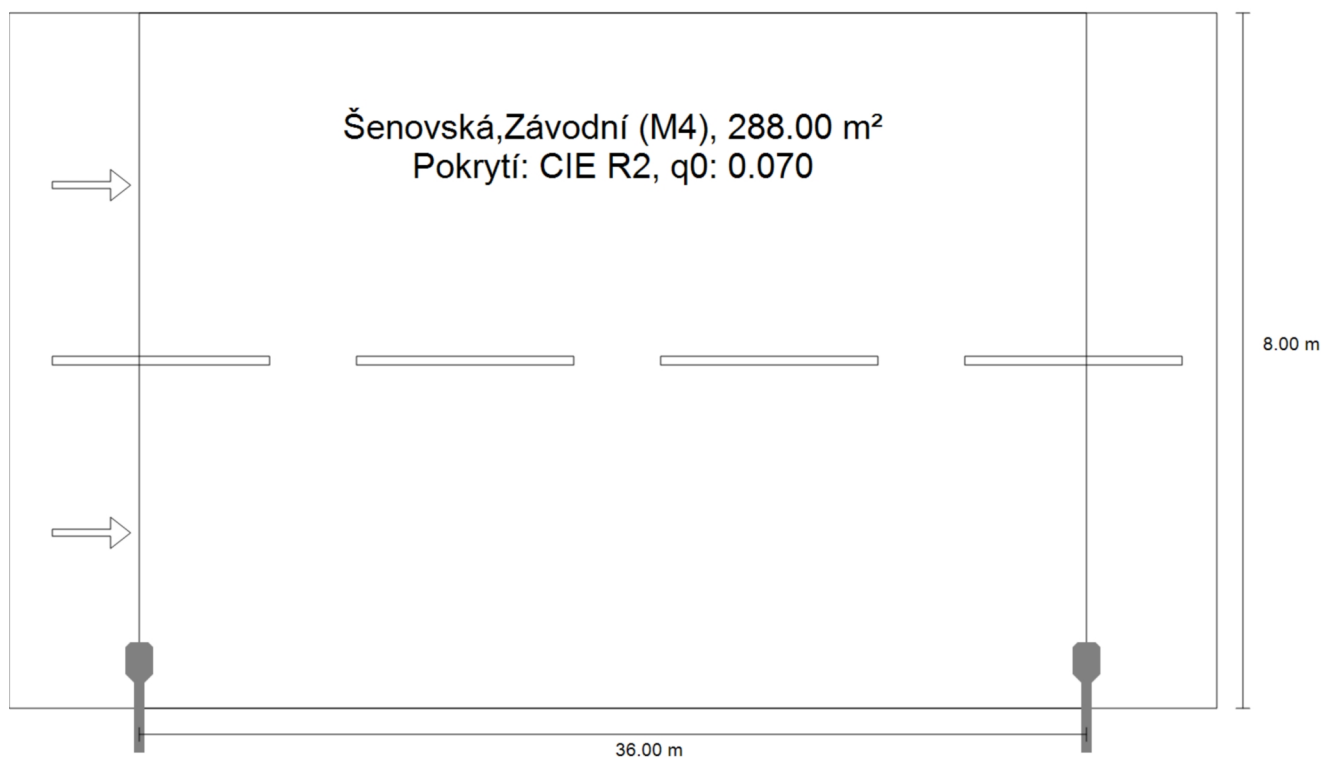 Šenovská,Závodní (M4), 288.00 m²
Pokrytí: CIE R2, q0: 0.070
8.00 m
36.00 m